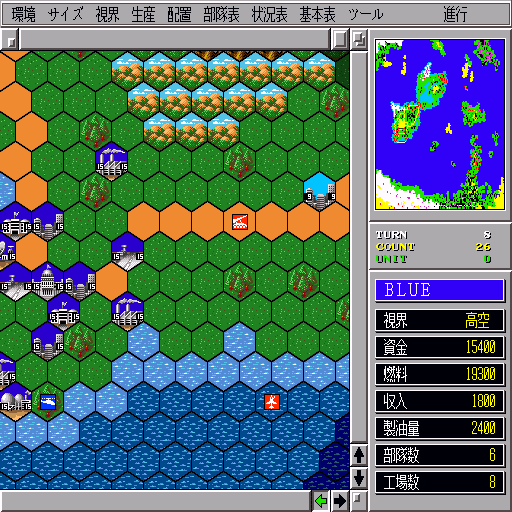 環境 サイズ 視界 生産 配置 部隊表 状況表 基本表 ツール 進行
TURN 8
COUNT 26
UNIT 0
BLUE
視界 高空
資金 15400
燃料 19300
収入 1800
製油量 2400
部隊数 6
工場数 8